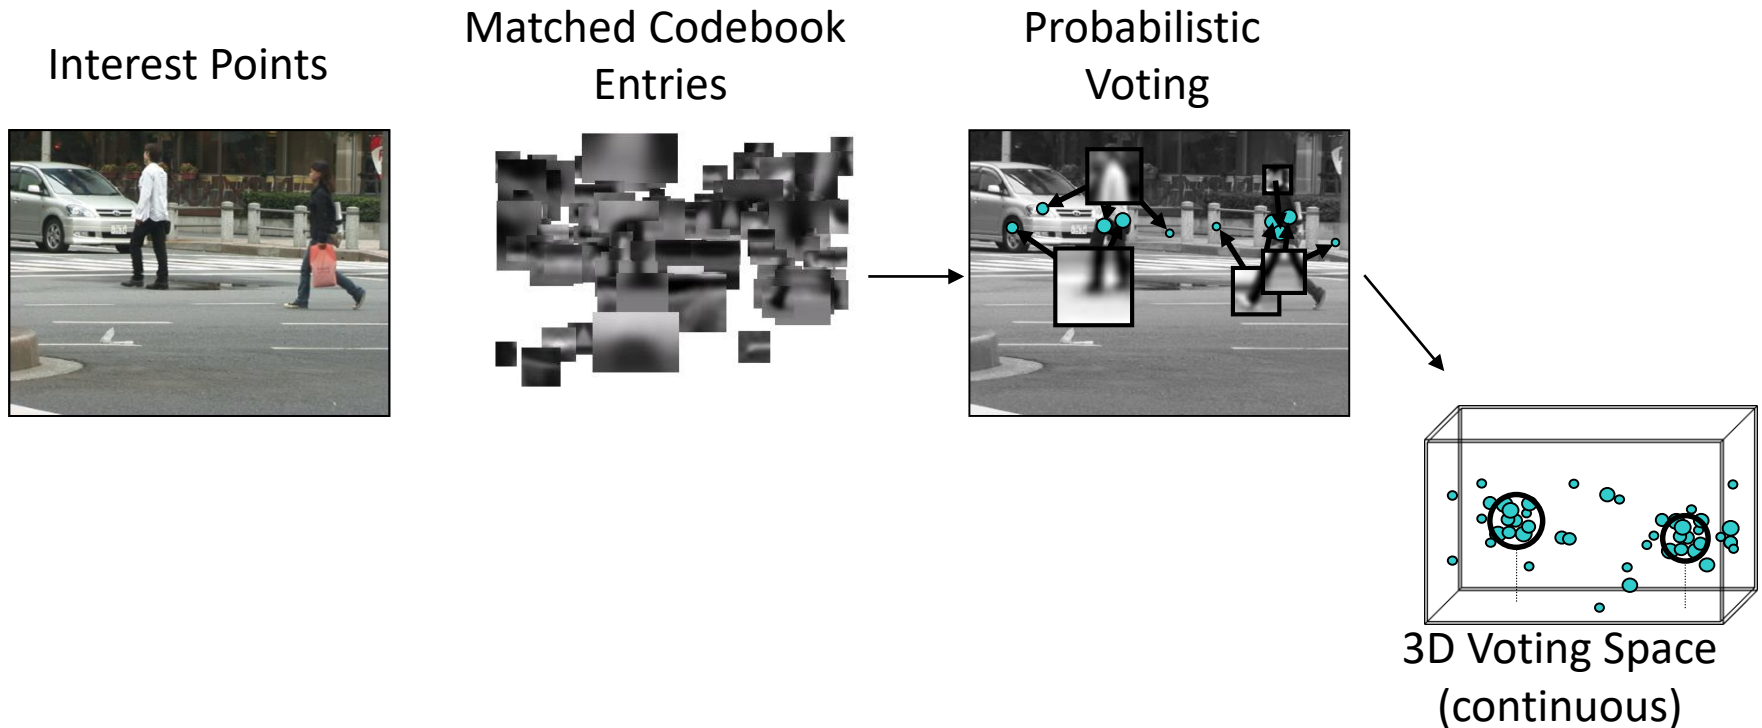 Interest Points
Matched Codebook
Entries
Probabilistic
Voting
3D Voting Space
(continuous)